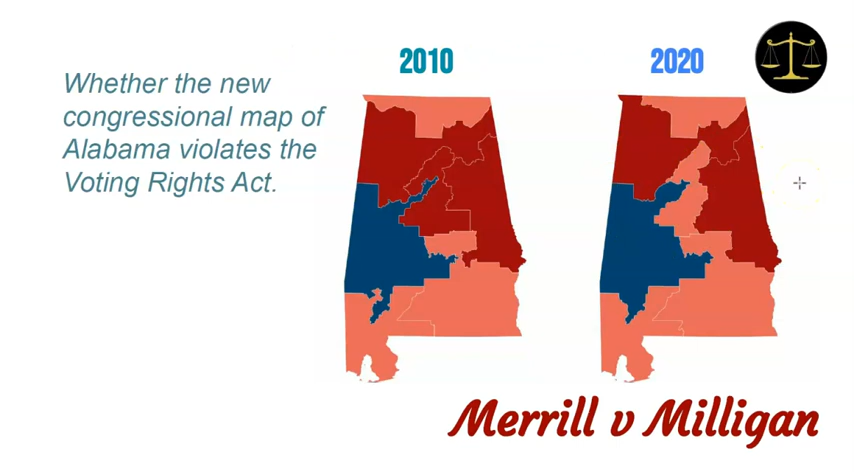 2010
2020
Whether the new
congressional map of
Alabama violates the
Voting Rights Act.
Merrill v Milligan